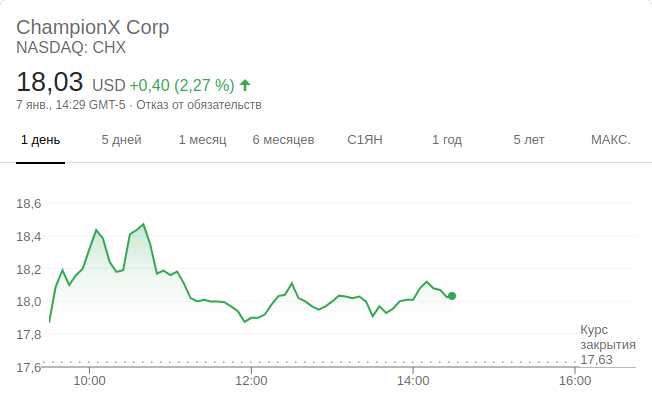 ChampionX Corp
NASDAQ: CHX
18,03 USD +0,40 (2,27 %)
7 янв., 14:29 GMT-5 · Отказ от обязательств
1 день 5 дней 1 месяц 6 месяцев С1ЯН 1 год 5 лет МАКС.
18,6
18,4
18,2
18,0
17,8
Курс
закрытия
17,63
17,6
10:00 12:00 14:00 16:00